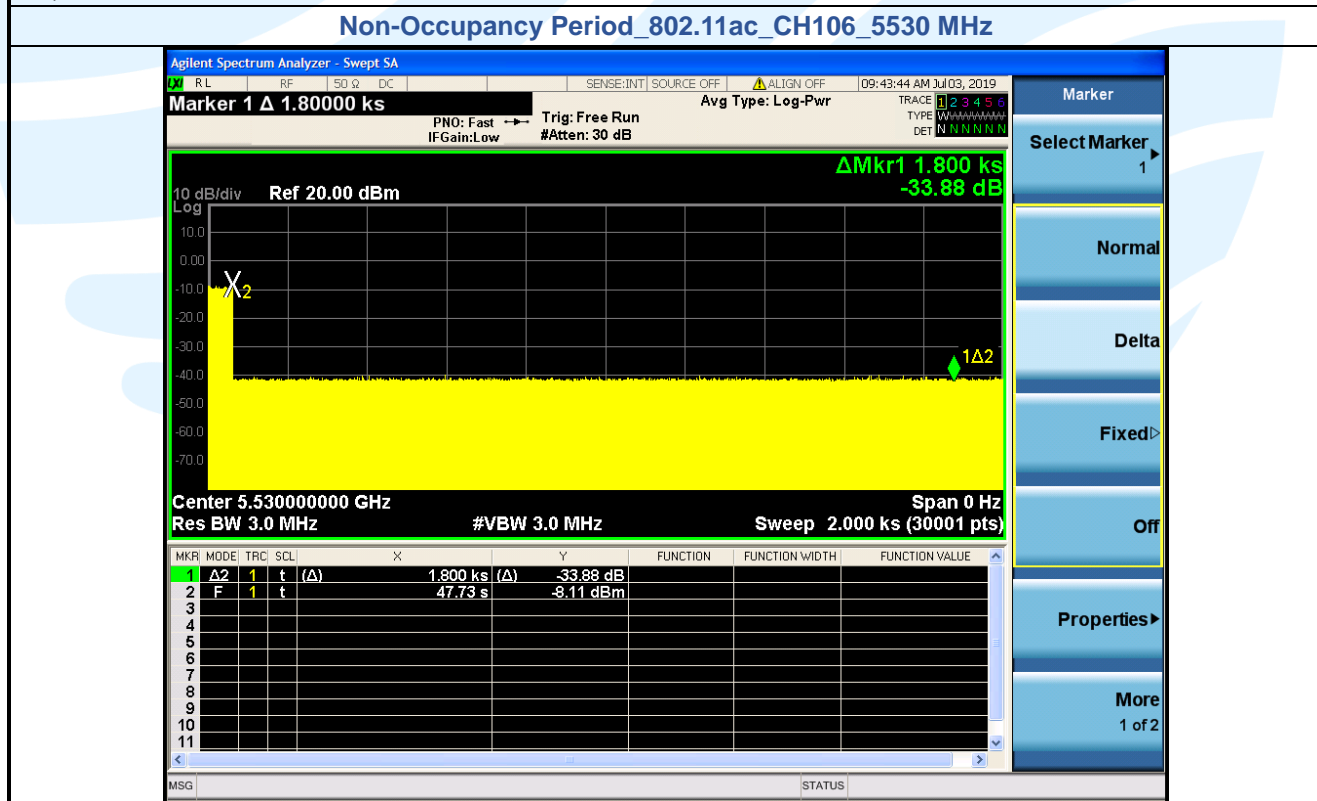 Non-Occupancy Period_802.11ac_CH106_5530 MHz
Agilent Spectrum Analyzer - Swept SA
LXI RL RF 50 Ω DC SENSE:INT SOURCE OFF ALIGN OFF 09:43:44 AM Jul 03, 2019
Marker 1 Δ 1.80000 ks
PNO: Fast
IFGain:Low
Trig: Free Run
#Atten: 30 dB
Avg Type: Log-Pwr
TRACE 1 2 3 4 5 6
TYPE WWWWWW
DET N N N N N N
ΔMkr1 1.800 ks
-33.88 dB
10 dB/div Ref 20.00 dBm
Log
10.0
0.00
-10.0
-20.0
-30.0
-40.0
-50.0
-60.0
-70.0
X2
1Δ2
Center 5.530000000 GHz Span 0 Hz
Res BW 3.0 MHz #VBW 3.0 MHz Sweep 2.000 ks (30001 pts)
MKR MODE TRC SCL X Y FUNCTION FUNCTION WIDTH FUNCTION VALUE
1 Δ2 1 t (Δ) 1.800 ks (Δ) -33.88 dB
2 F 1 t 47.73 s -8.11 dBm
3
4
5
6
7
8
9
10
11
MSG STATUS
Marker
Select Marker
1
Normal
Delta
Fixed
Off
Properties
More
1 of 2